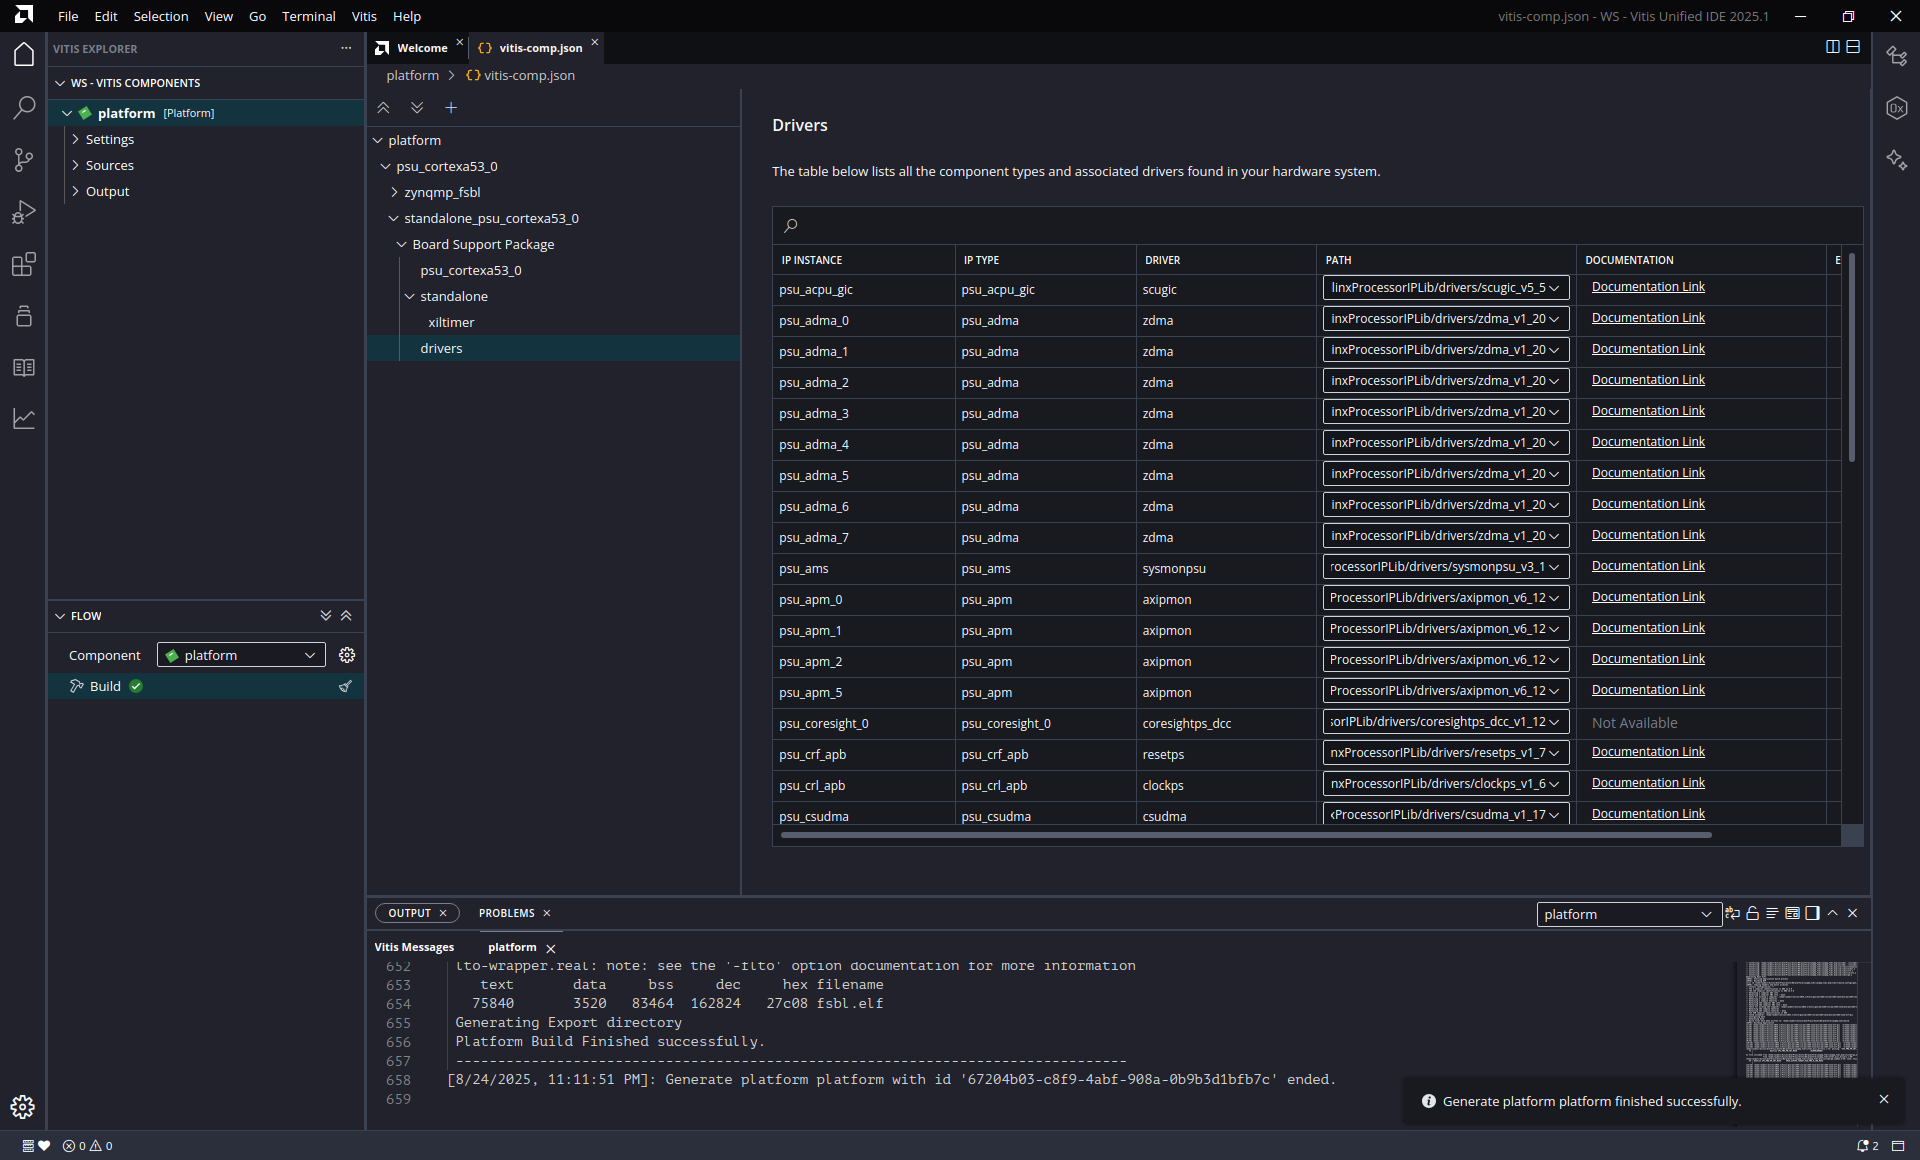 File Edit Selection View Go Terminal Vitis Help
vitis-comp.json - WS - Vitis Unified IDE 2025.1
VITIS EXPLORER
WS - VITIS COMPONENTS
platform [Platform]
Settings
Sources
Output
FLOW
Component platform
Build
Welcome vitis-comp.json
platform > {} vitis-comp.json
platform
psu_cortexa53_0
zynqmp_fsbl
standalone_psu_cortexa53_0
Board Support Package
psu_cortexa53_0
standalone
xiltimer
drivers
Drivers
The table below lists all the component types and associated drivers found in your hardware system.
IP INSTANCE IP TYPE DRIVER PATH DOCUMENTATION E
psu_acpu_gic psu_acpu_gic scugic linxProcessorIPLib/drivers/scugic_v5_5 Documentation Link
psu_adma_0 psu_adma zdma inxProcessorIPLib/drivers/zdma_v1_20 Documentation Link
psu_adma_1 psu_adma zdma inxProcessorIPLib/drivers/zdma_v1_20 Documentation Link
psu_adma_2 psu_adma zdma inxProcessorIPLib/drivers/zdma_v1_20 Documentation Link
psu_adma_3 psu_adma zdma inxProcessorIPLib/drivers/zdma_v1_20 Documentation Link
psu_adma_4 psu_adma zdma inxProcessorIPLib/drivers/zdma_v1_20 Documentation Link
psu_adma_5 psu_adma zdma inxProcessorIPLib/drivers/zdma_v1_20 Documentation Link
psu_adma_6 psu_adma zdma inxProcessorIPLib/drivers/zdma_v1_20 Documentation Link
psu_adma_7 psu_adma zdma inxProcessorIPLib/drivers/zdma_v1_20 Documentation Link
psu_ams psu_ams sysmonpsu rocessorIPLib/drivers/sysmonpsu_v3_1 Documentation Link
psu_apm_0 psu_apm axipmon ProcessorIPLib/drivers/axipmon_v6_12 Documentation Link
psu_apm_1 psu_apm axipmon ProcessorIPLib/drivers/axipmon_v6_12 Documentation Link
psu_apm_2 psu_apm axipmon ProcessorIPLib/drivers/axipmon_v6_12 Documentation Link
psu_apm_5 psu_apm axipmon ProcessorIPLib/drivers/axipmon_v6_12 Documentation Link
psu_coresight_0 psu_coresight_0 coresightps_dcc sorIPLib/drivers/coresightps_dcc_v1_12 Not Available
psu_crf_apb psu_crf_apb resetps nxProcessorIPLib/drivers/resetps_v1_7 Documentation Link
psu_crl_apb psu_crl_apb clockps nxProcessorIPLib/drivers/clockps_v1_6 Documentation Link
psu_csudma psu_csudma csudma xProcessorIPLib/drivers/csudma_v1_17 Documentation Link
OUTPUT PROBLEMS
platform
Vitis Messages platform
652 lto-wrapper.real: note: see the '-flto' option documentation for more information
653 text data bss dec hex filename
654 75840 3520 83464 162824 27c08 fsbl.elf
655 Generating Export directory
656 Platform Build Finished successfully.
657 --------------------------------------------------------------------------------
658 [8/24/2025, 11:11:51 PM]: Generate platform platform with id '67204b03-c8f9-4abf-908a-0b9b3d1bfb7c' ended.
659
Generate platform platform finished successfully.
0 0
2